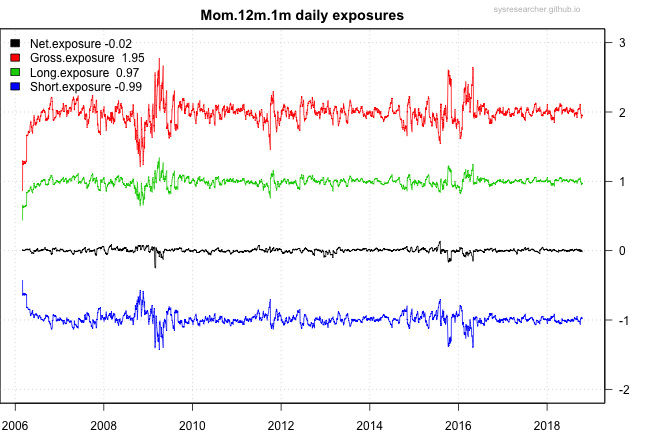 Mom.12m.1m daily exposures
sysresearcher.github.io
Net.exposure -0.02
Gross.exposure 1.95
Long.exposure 0.97
Short.exposure -0.99
3
2
1
0
-1
-2
2006 2008 2010 2012 2014 2016 2018